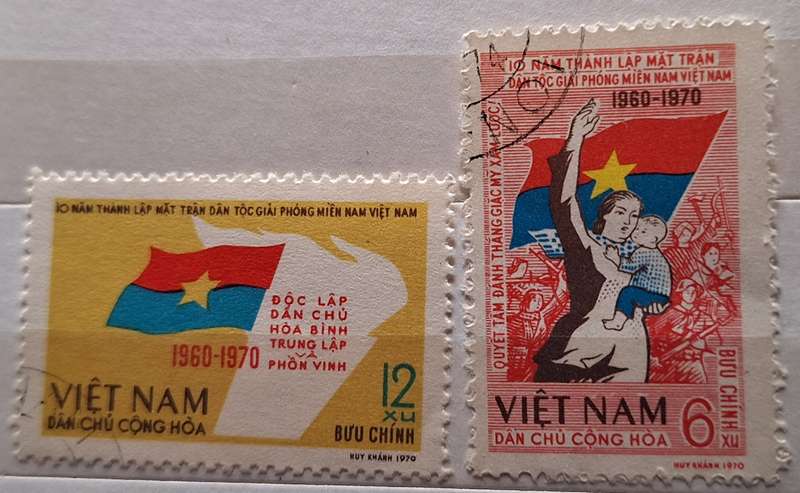 10 NĂM THÀNH LẬP MẶT TRẬN DÂN TỘC GIẢI PHÓNG MIỀN NAM VIỆT NAM
ĐỘC LẬP
DÂN CHỦ
HÒA BÌNH
TRUNG LẬP
VÀ
PHỒN VINH
1960-1970
VIỆT NAM
DÂN CHỦ CỘNG HÒA
12
XU
BƯU CHÍNH
HUY KHÁNH 1970
10 NĂM THÀNH LẬP MẶT TRẬN
DÂN TỘC GIẢI PHÓNG MIỀN NAM VIỆT NAM
1960-1970
QUYẾT TÂM ĐÁNH THẮNG GIẶC MỸ XÂM LƯỢC!
VIỆT NAM
DÂN CHỦ CỘNG HÒA
6
XU
BƯU CHÍNH
HUY KHÁNH 1970